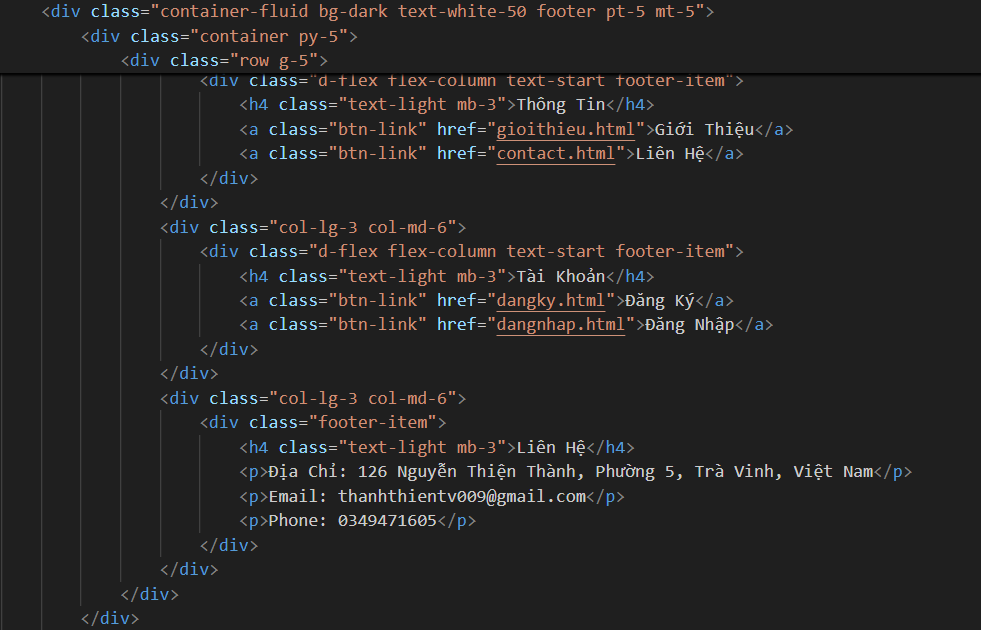 <div class="container-fluid bg-dark text-white-50 footer pt-5 mt-5">
<div class="container py-5">
<div class="row g-5">
<div class="d-flex flex-column text-start footer-item">
<h4 class="text-light mb-3">Thông Tin</h4>
<a class="btn-link" href="gioithieu.html">Giới Thiệu</a>
<a class="btn-link" href="contact.html">Liên Hệ</a>
</div>
</div>
<div class="col-lg-3 col-md-6">
<div class="d-flex flex-column text-start footer-item">
<h4 class="text-light mb-3">Tài Khoản</h4>
<a class="btn-link" href="dangky.html">Đăng Ký</a>
<a class="btn-link" href="dangnhap.html">Đăng Nhập</a>
</div>
</div>
<div class="col-lg-3 col-md-6">
<div class="footer-item">
<h4 class="text-light mb-3">Liên Hệ</h4>
<p>Địa Chỉ: 126 Nguyễn Thiện Thành, Phường 5, Trà Vinh, Việt Nam</p>
<p>Email: thanhthientv009@gmail.com</p>
<p>Phone: 0349471605</p>
</div>
</div>
</div>
</div>